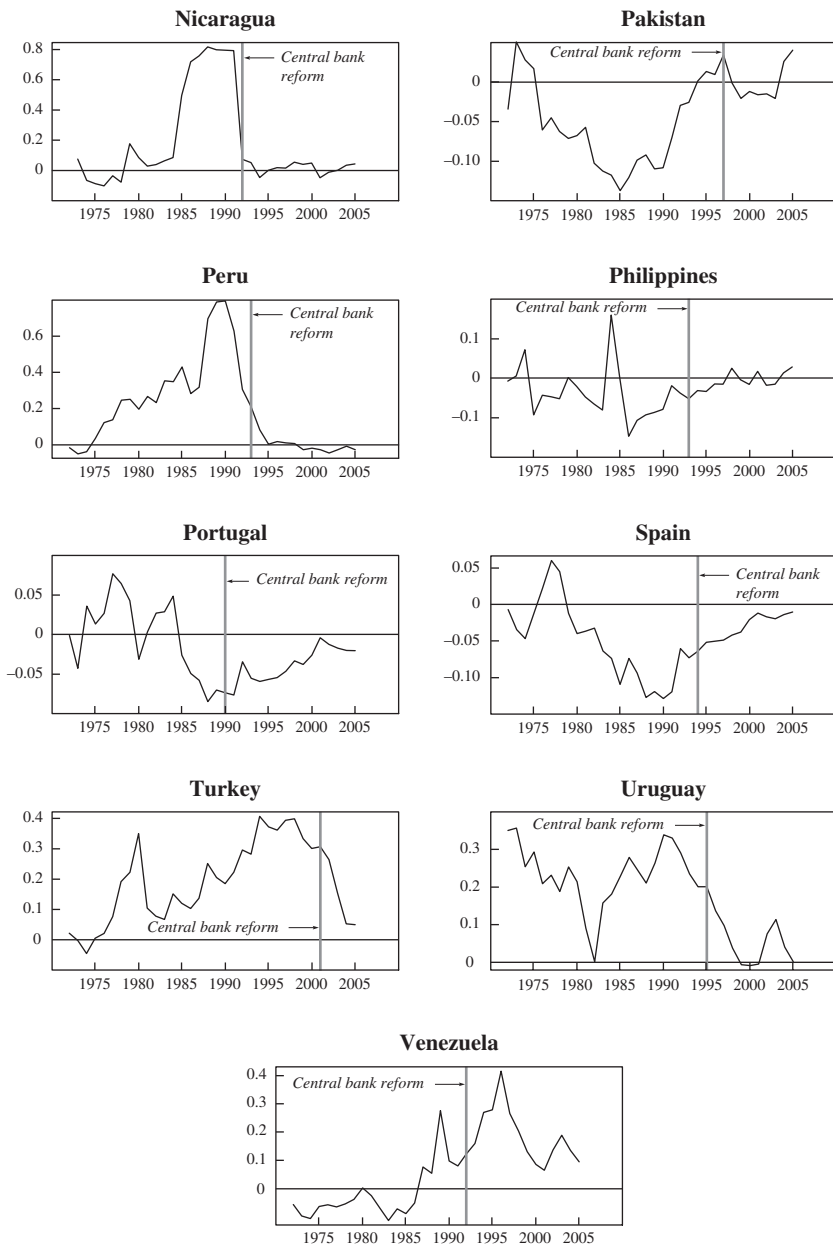 Nicaragua
0.8
0.6
0.4
0.2
0
Central bank
reform
1975 1980 1985 1990 1995 2000 2005
Pakistan
0
−0.05
−0.10
Central bank
reform
1975 1980 1985 1990 1995 2000 2005
Peru
0.6
0.4
0.2
0
Central bank
reform
1975 1980 1985 1990 1995 2000 2005
Philippines
0.1
0
−0.1
Central bank reform
1975 1980 1985 1990 1995 2000 2005
Portugal
0.05
0
−0.05
Central bank reform
1975 1980 1985 1990 1995 2000 2005
Spain
0.05
0
−0.05
−0.10
Central bank
reform
1975 1980 1985 1990 1995 2000 2005
Turkey
0.4
0.3
0.2
0.1
0
Central bank reform
1975 1980 1985 1990 1995 2000 2005
Uruguay
0.3
0.2
0.1
0
Central bank reform
1975 1980 1985 1990 1995 2000 2005
Venezuela
0.4
0.3
0.2
0.1
0
Central bank reform
1975 1980 1985 1990 1995 2000 2005